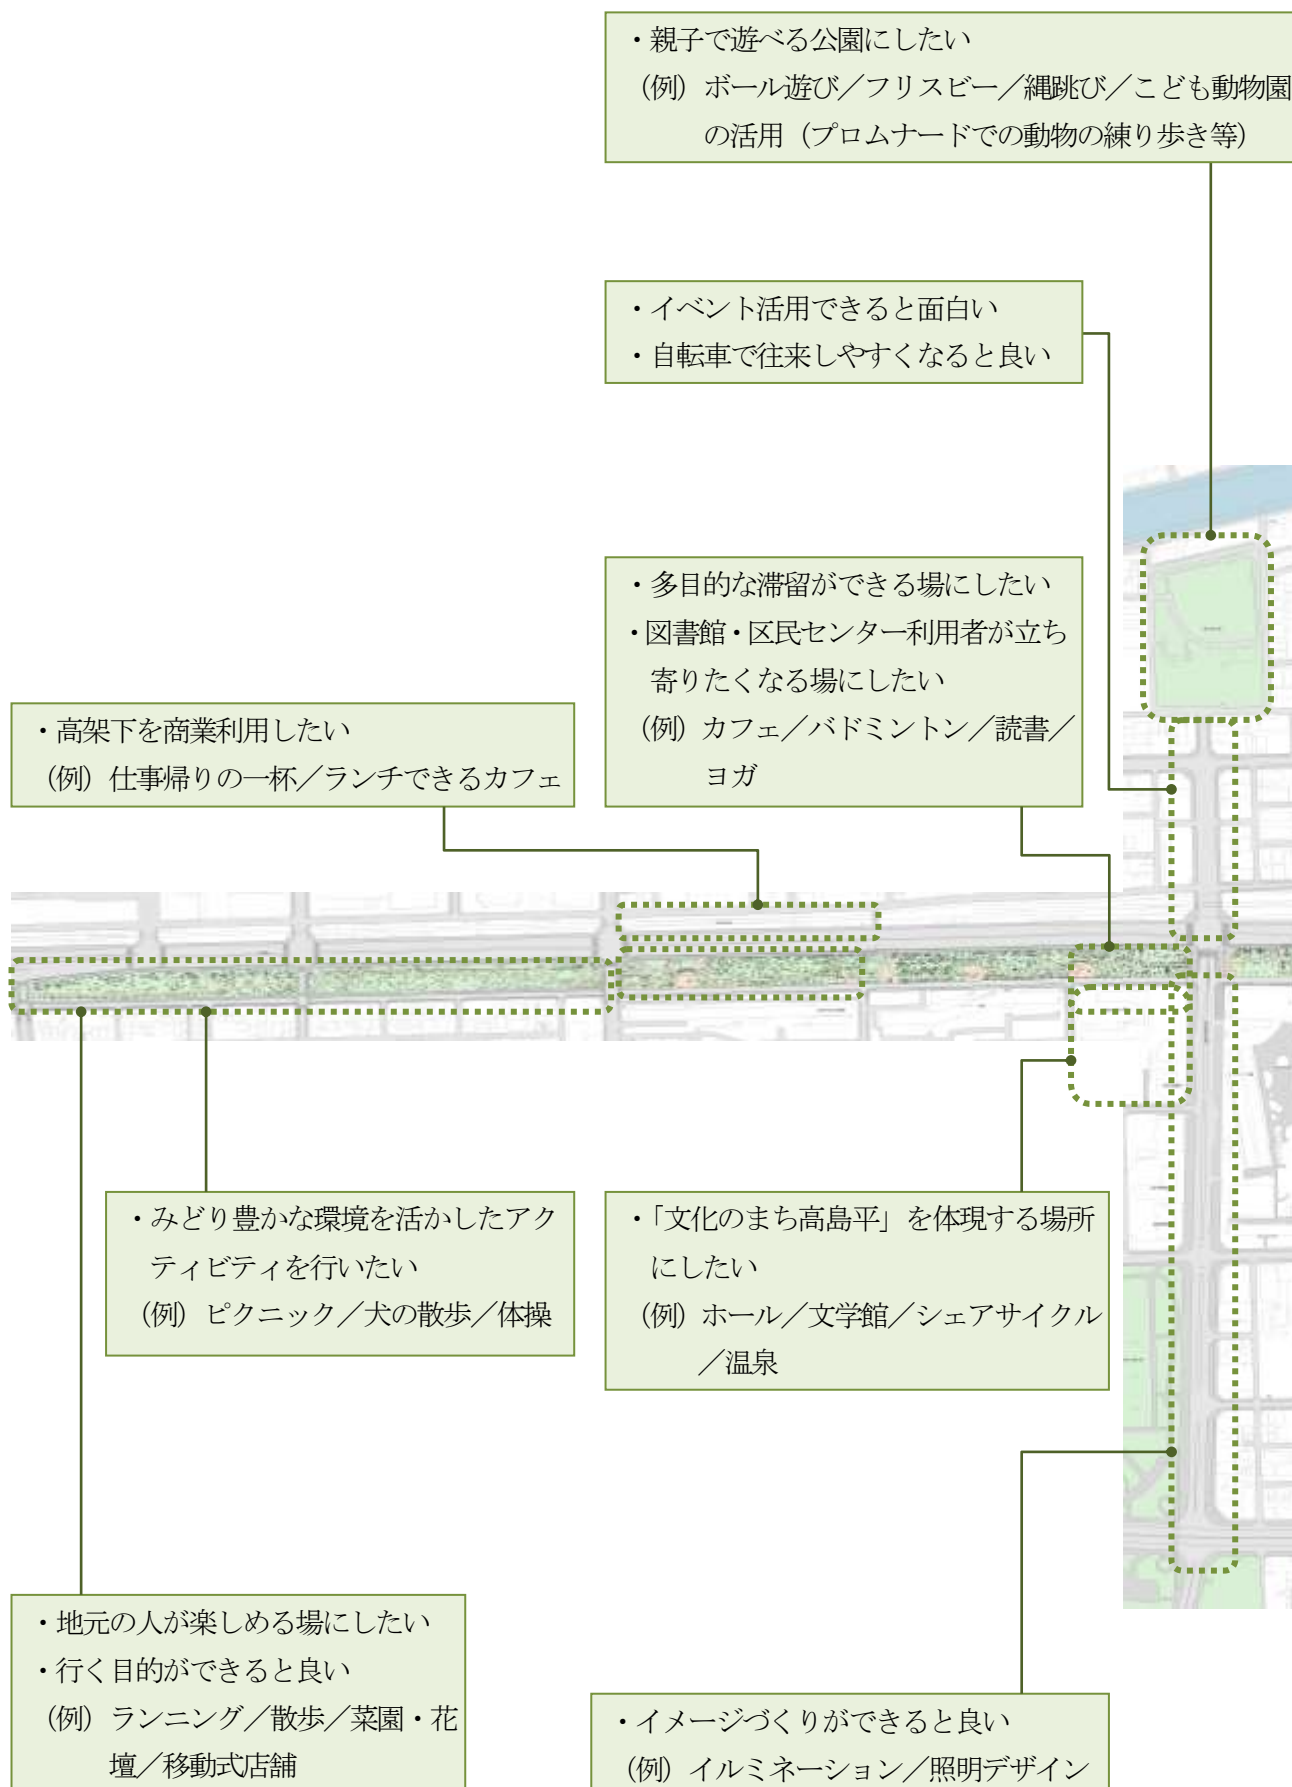 ・親子で遊べる公園にしたい
(例) ボール遊び／フリスビー／縄跳び／こども動物園
の活用（プロムナードでの動物の練り歩き等）
・イベント活用できると面白い
・自転車で往来しやすくなると良い
・多目的な滞留ができる場にしたい
・図書館・区民センター利用者が立ち
寄りたくなる場にしたい
(例) カフェ／バドミントン／読書／
ヨガ
・高架下を商業利用したい
(例) 仕事帰りの一杯／ランチできるカフェ
・みどり豊かな環境を活かしたアク
ティビティを行いたい
(例) ピクニック／犬の散歩／体操
・「文化のまち高島平」を体現する場所
にしたい
(例) ホール／文学館／シェアサイクル
／温泉
・地元の人が楽しめる場にしたい
・行く目的ができると良い
(例) ランニング／散歩／菜園・花
壇／移動式店舗
・イメージづくりができると良い
(例) イルミネーション／照明デザイン